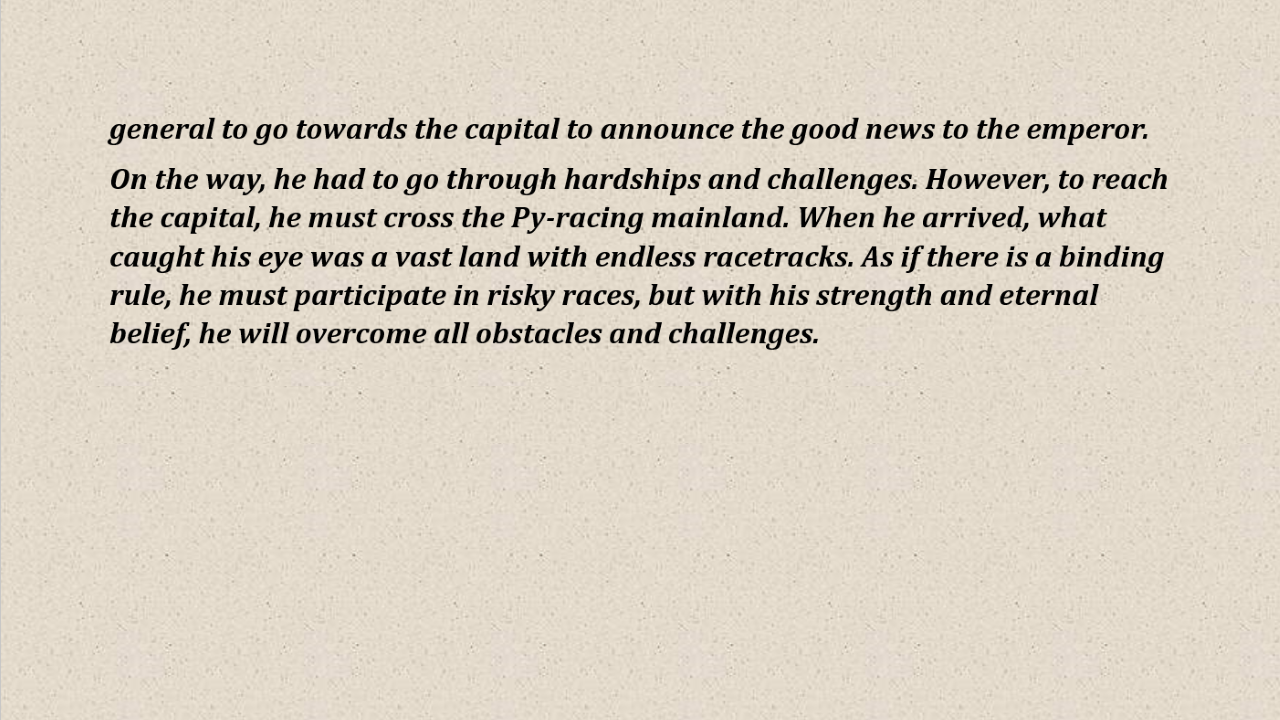 general to go towards the capital to announce the good news to the emperor.
On the way, he had to go through hardships and challenges. However, to reach
the capital, he must cross the Py-racing mainland. When he arrived, what
caught his eye was a vast land with endless racetracks. As if there is a binding
rule, he must participate in risky races, but with his strength and eternal
belief, he will overcome all obstacles and challenges.